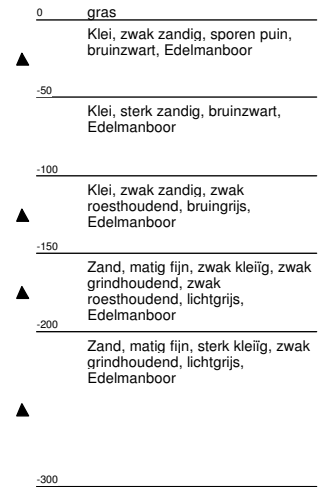 0 gras
Klei, zwak zandig, sporen puin,
bruinzwart, Edelmanboor
-50
Klei, sterk zandig, bruinzwart,
Edelmanboor
-100
Klei, zwak zandig, zwak
roesthoudend, bruingrijs,
Edelmanboor
-150
Zand, matig fijn, zwak kleiïg, zwak
grindhoudend, zwak
roesthoudend, lichtgrijs,
Edelmanboor
-200
Zand, matig fijn, sterk kleiïg, zwak
grindhoudend, lichtgrijs,
Edelmanboor
-300